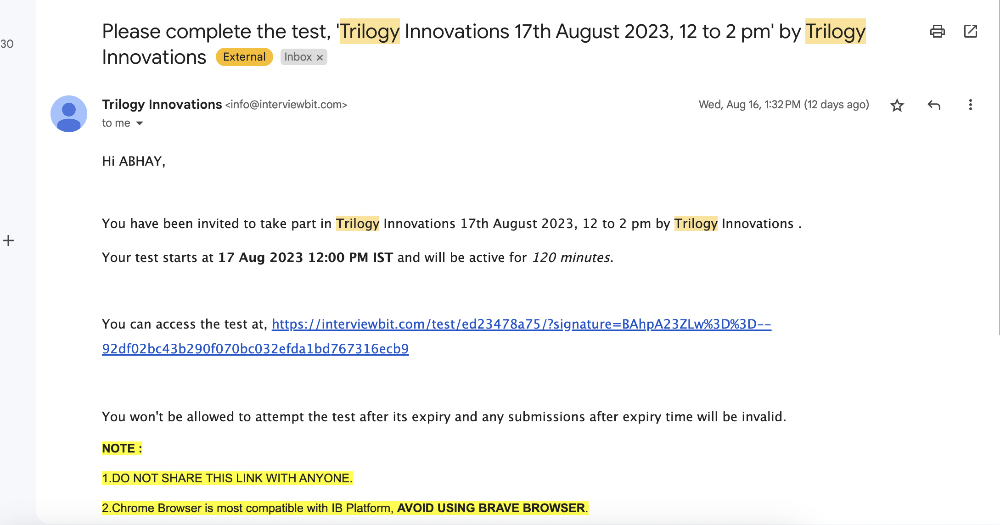 30
Please complete the test, 'Trilogy Innovations 17th August 2023, 12 to 2 pm' by Trilogy
Innovations External Inbox ×
Trilogy Innovations <info@interviewbit.com> Wed, Aug 16, 1:32 PM (12 days ago)
to me
Hi ABHAY,
You have been invited to take part in Trilogy Innovations 17th August 2023, 12 to 2 pm by Trilogy Innovations .
Your test starts at 17 Aug 2023 12:00 PM IST and will be active for 120 minutes.
You can access the test at, https://interviewbit.com/test/ed23478a75/?signature=BAhpA23ZLw%3D%3D--
92df02bc43b290f070bc032efda1bd767316ecb9
You won't be allowed to attempt the test after its expiry and any submissions after expiry time will be invalid.
NOTE :
1.DO NOT SHARE THIS LINK WITH ANYONE.
2.Chrome Browser is most compatible with IB Platform, AVOID USING BRAVE BROWSER.